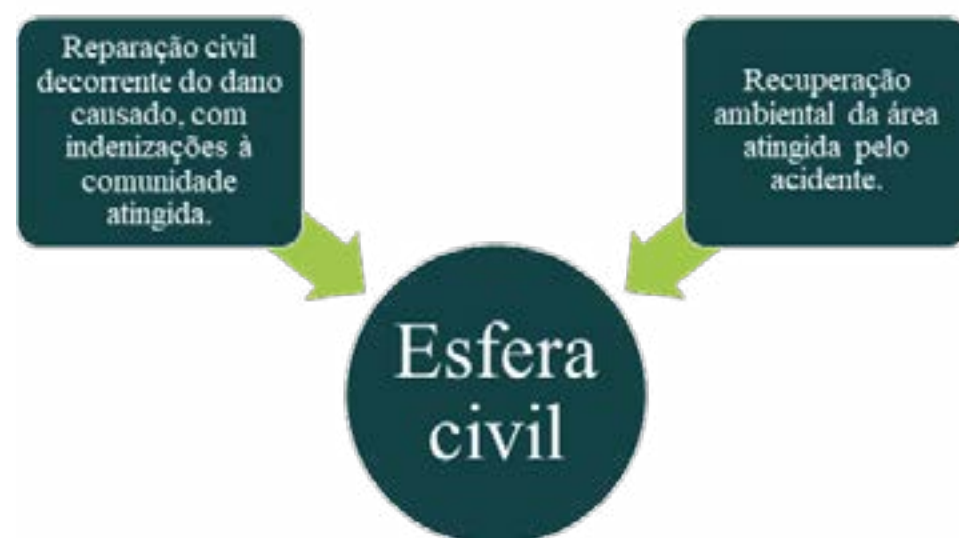 Reparação civil
decorrente do dano
causado, com
indenizações à
comunidade
atingida.
Recuperação
ambiental da área
atingida pelo
acidente.
Esfera
civil